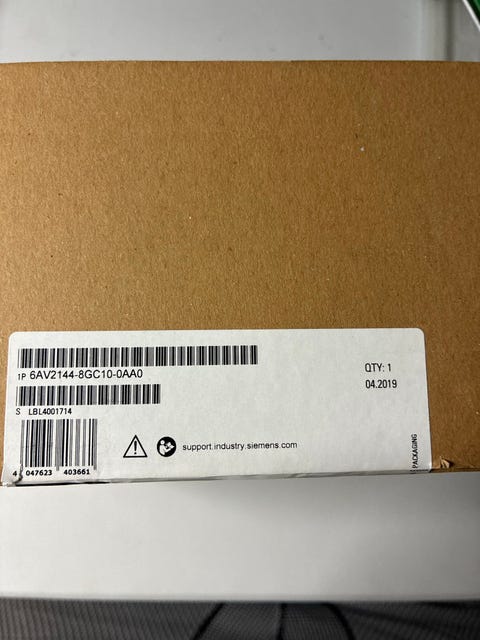 1P 6AV2144-8GC10-0AA0
QTY: 1
04.2019
S LBL4001714
support.industry.siemens.com
PACKAGING
4 047623 403661